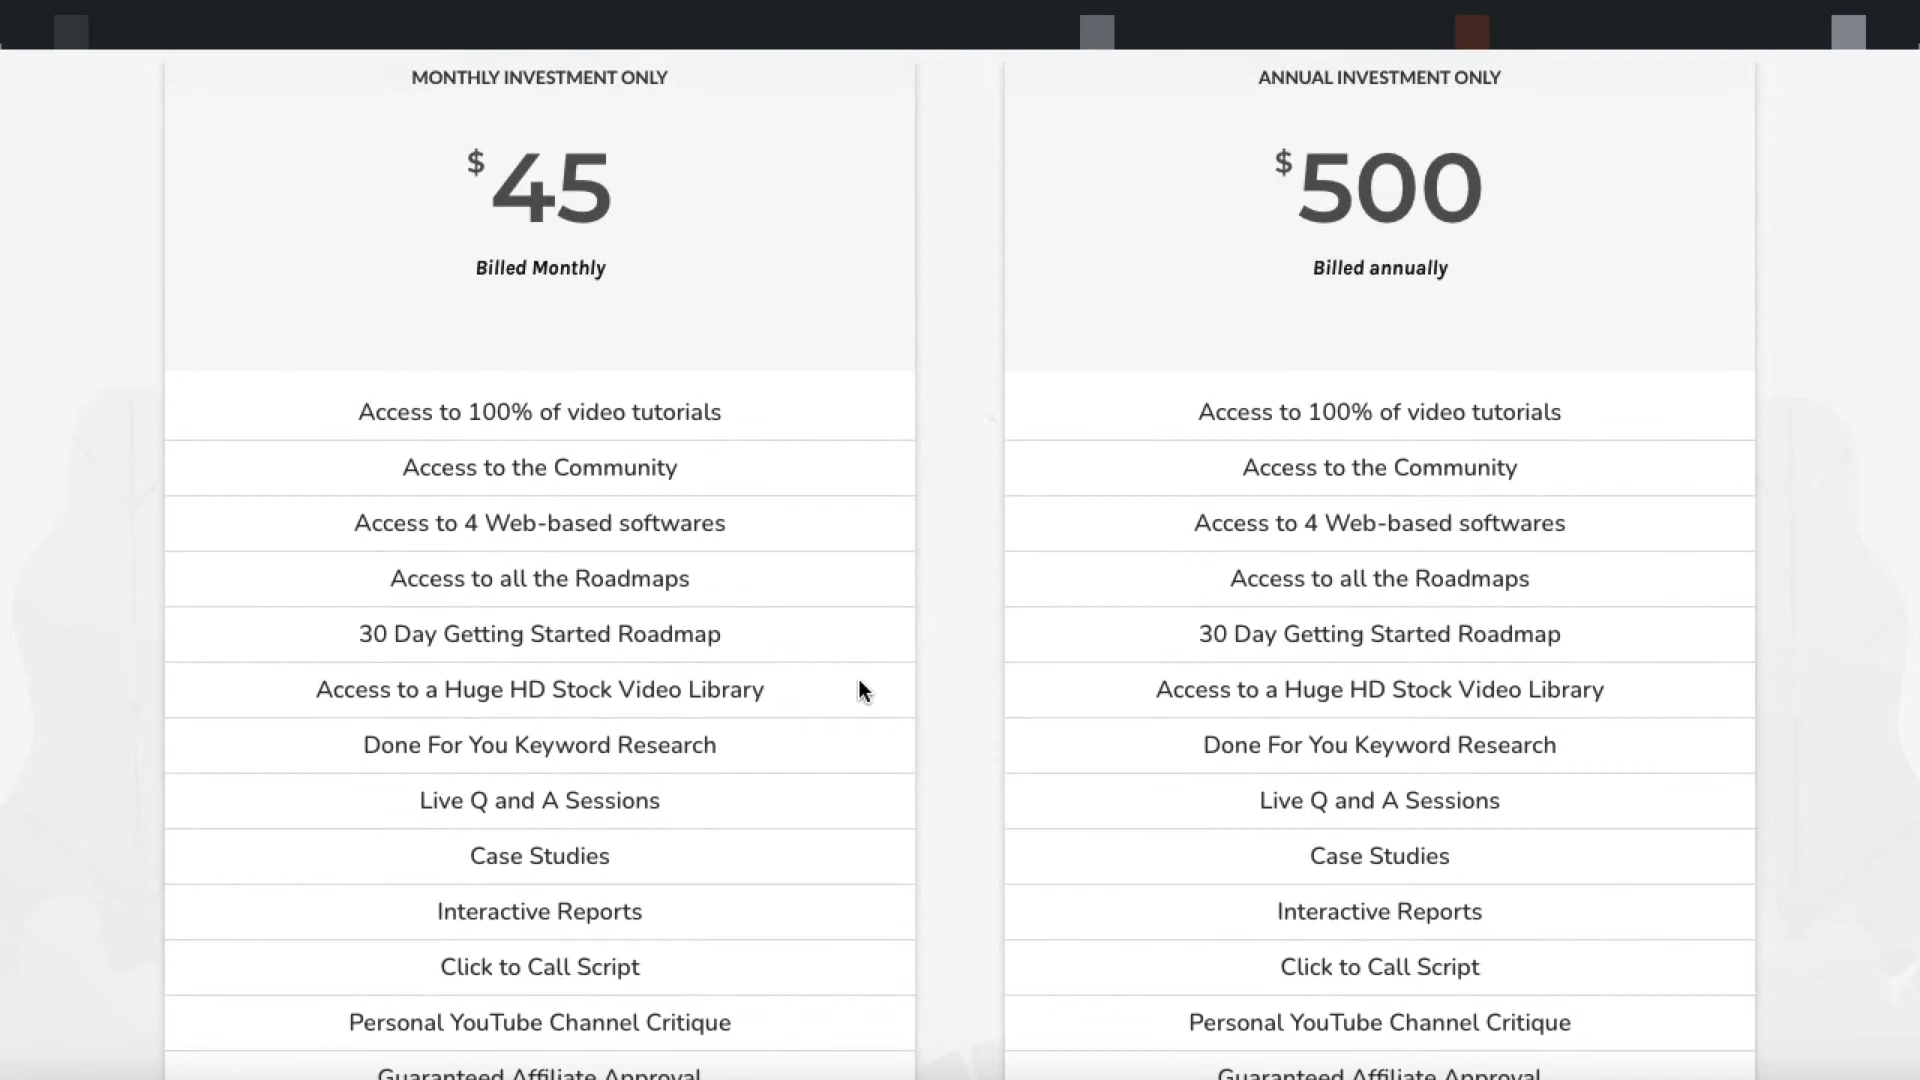 MONTHLY INVESTMENT ONLY
$45
Billed Monthly
Access to 100% of video tutorials
Access to the Community
Access to 4 Web-based softwares
Access to all the Roadmaps
30 Day Getting Started Roadmap
Access to a Huge HD Stock Video Library
Done For You Keyword Research
Live Q and A Sessions
Case Studies
Interactive Reports
Click to Call Script
Personal YouTube Channel Critique
Guaranteed Affiliate Approval
ANNUAL INVESTMENT ONLY
$500
Billed annually
Access to 100% of video tutorials
Access to the Community
Access to 4 Web-based softwares
Access to all the Roadmaps
30 Day Getting Started Roadmap
Access to a Huge HD Stock Video Library
Done For You Keyword Research
Live Q and A Sessions
Case Studies
Interactive Reports
Click to Call Script
Personal YouTube Channel Critique
Guaranteed Affiliate Approval